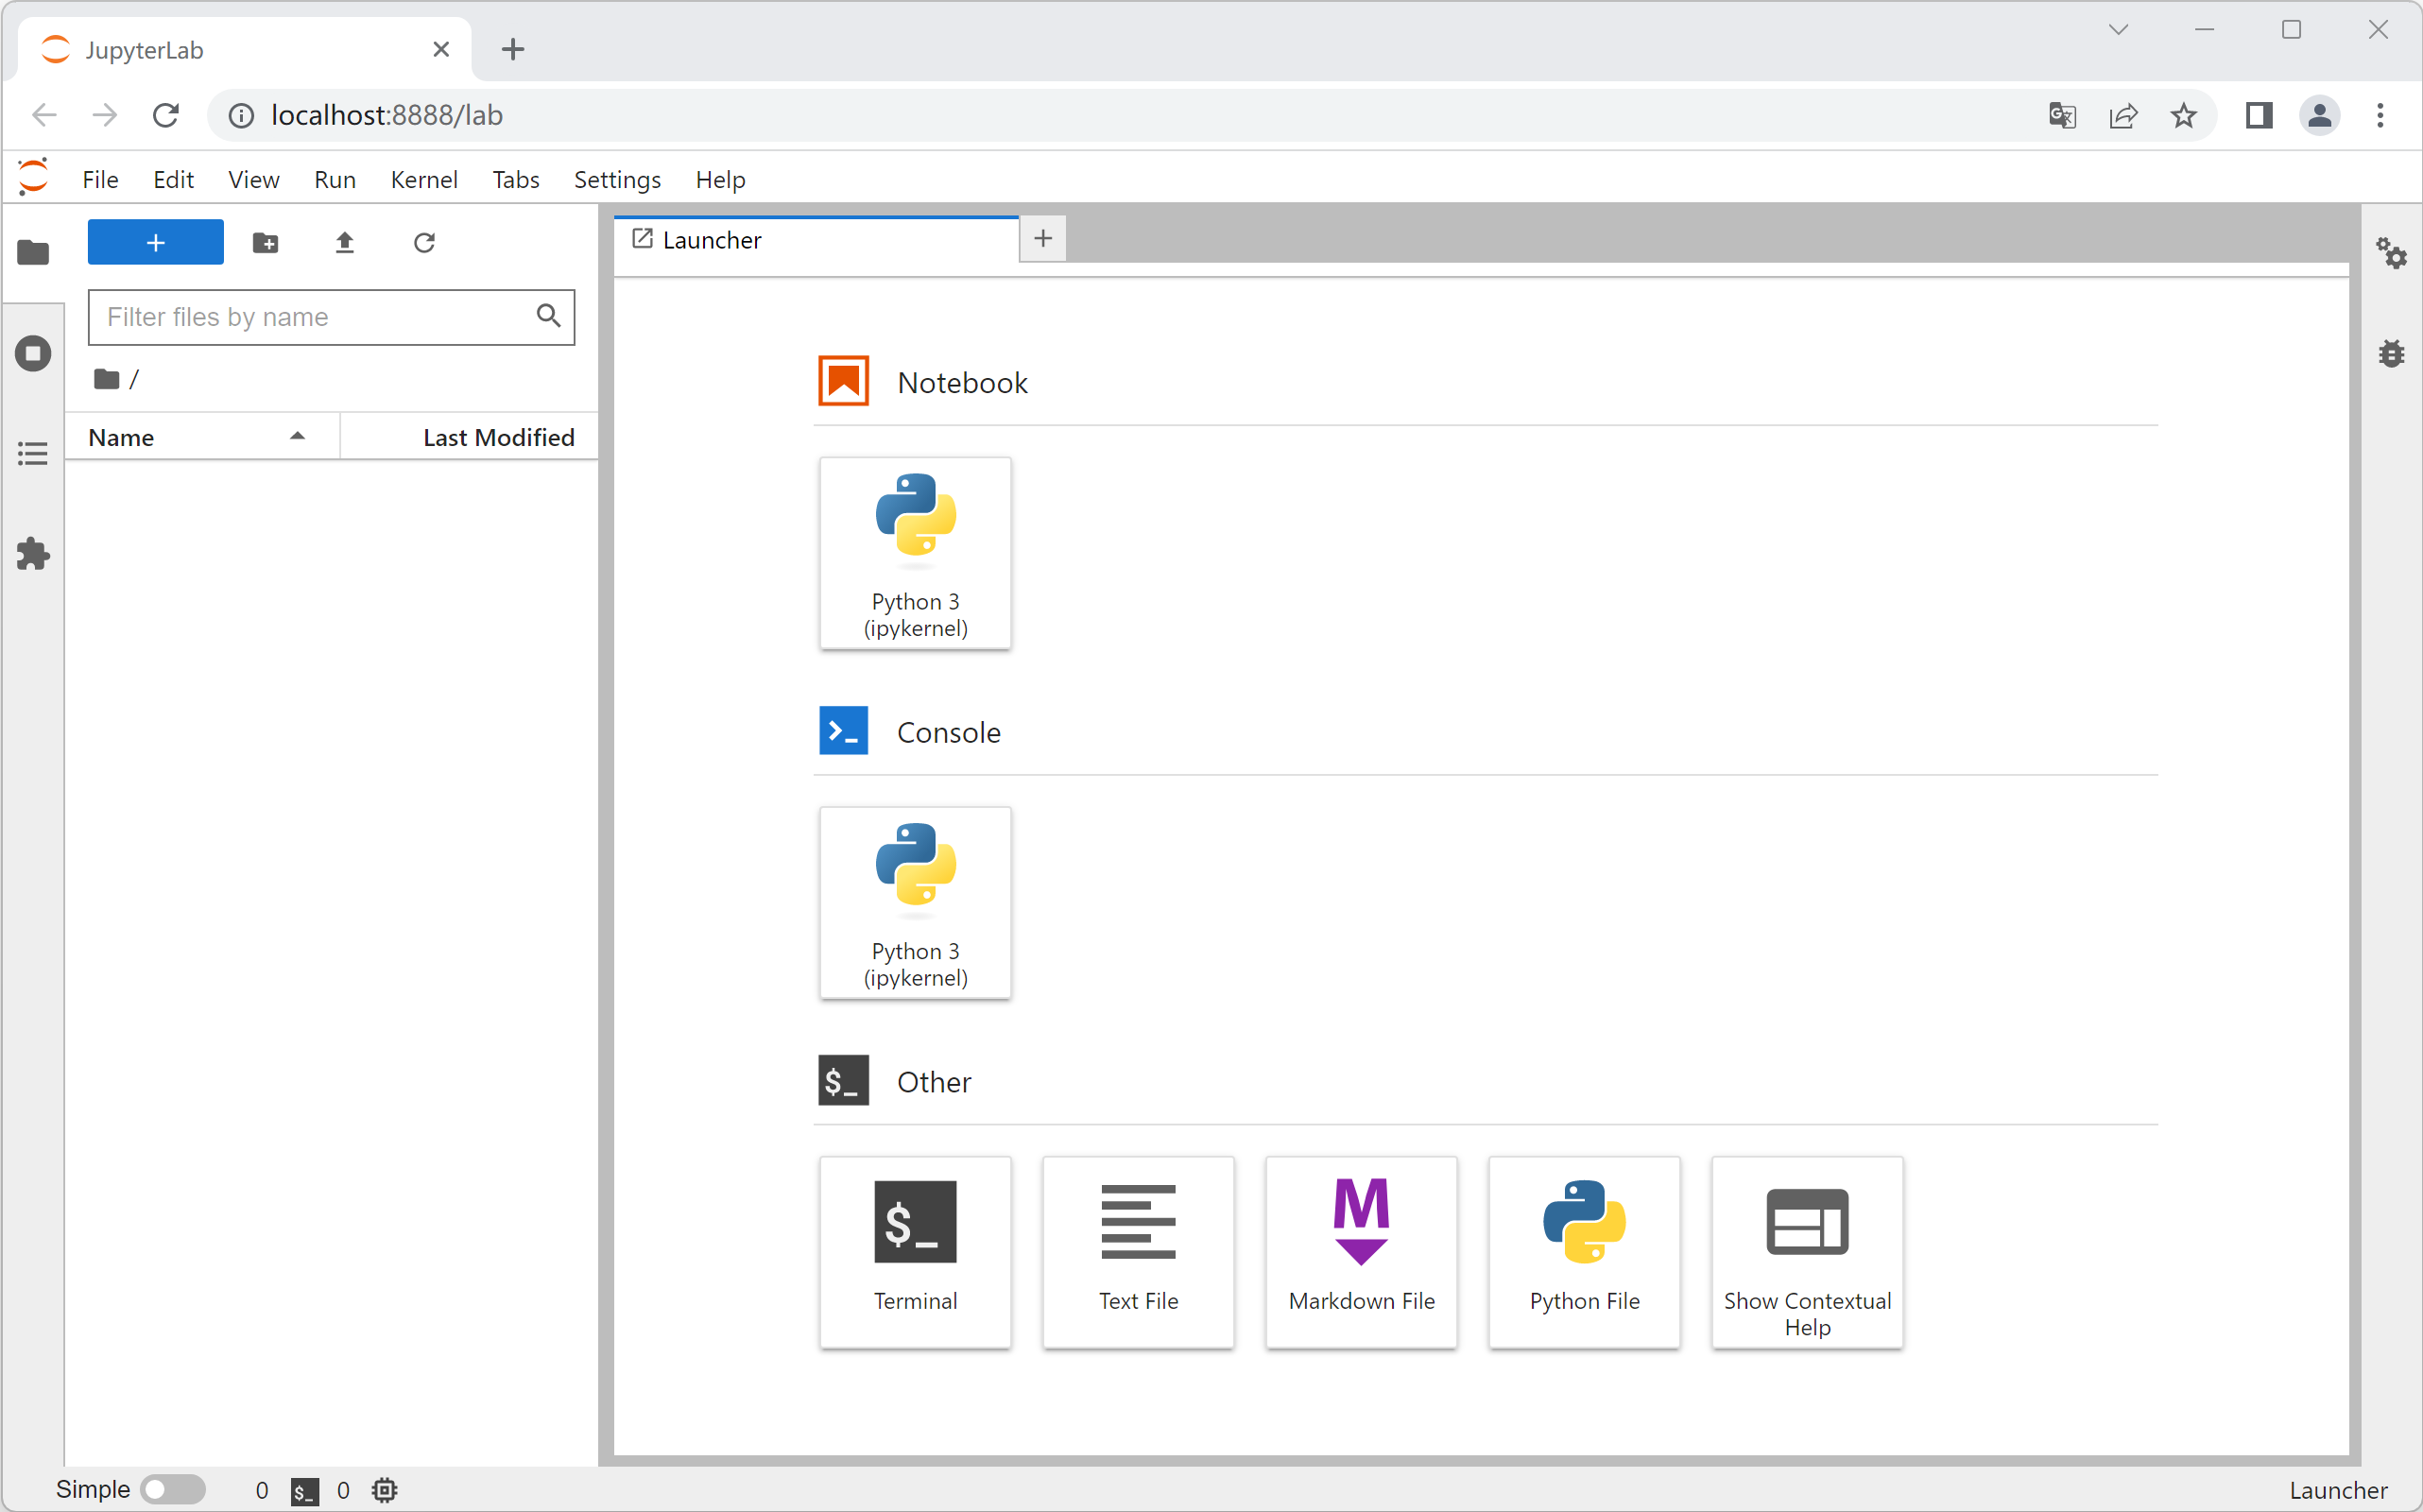 JupyterLab
localhost:8888/lab
File Edit View Run Kernel Tabs Settings Help
Launcher
Filter files by name
/
Name Last Modified
Notebook
Python 3
(ipykernel)
Console
Python 3
(ipykernel)
$_ Other
$_
Terminal
Text File
M
Markdown File
Python File
Show Contextual
Help
Simple 0 $_ 0 Launcher